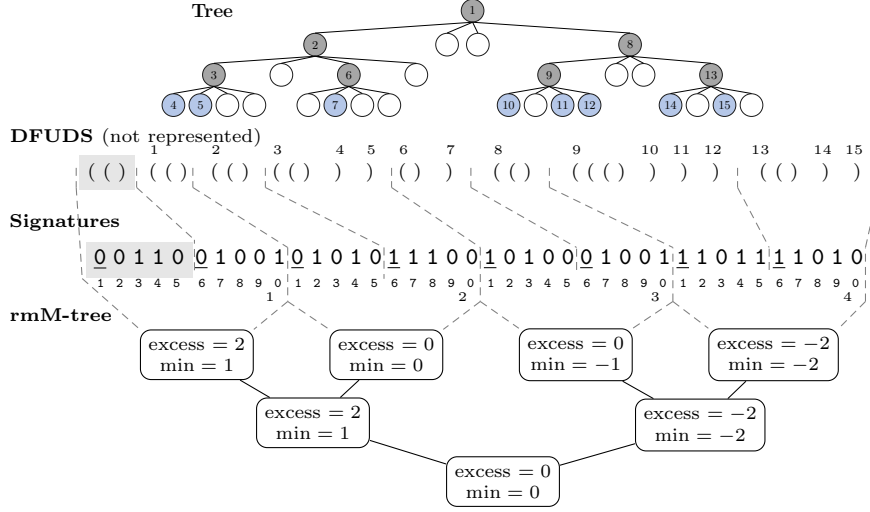 Tree
1
2 8
3 6 9 13
4 5 7 10 11 12 14 15
DFUDS (not represented)
1 2 3 4 5 6 7 8 9 10 11 12 13 14 15
( ( ) ( ( ) ( ( ) ( ( ) ) ) ( ) ) ( ( ) ( ( ( ( ) ) ) ( ( ) ) )
Signatures
0 0 1 1 0 0 1 0 0 1 0 1 0 1 0 1 1 1 0 0 1 0 1 0 0 0 1 0 0 1 1 1 0 1 1 1 1 0 1 0
1 2 3 4 5 6 7 8 9 0 1 2 3 4 5 6 7 8 9 0 1 2 3 4 5 6 7 8 9 0 1 2 3 4 5 6 7 8 9 0
1 2 3 4
rmM-tree
excess = 2
min = 1
excess = 0
min = 0
excess = 0
min = −1
excess = −2
min = −2
excess = 2
min = 1
excess = −2
min = −2
excess = 0
min = 0